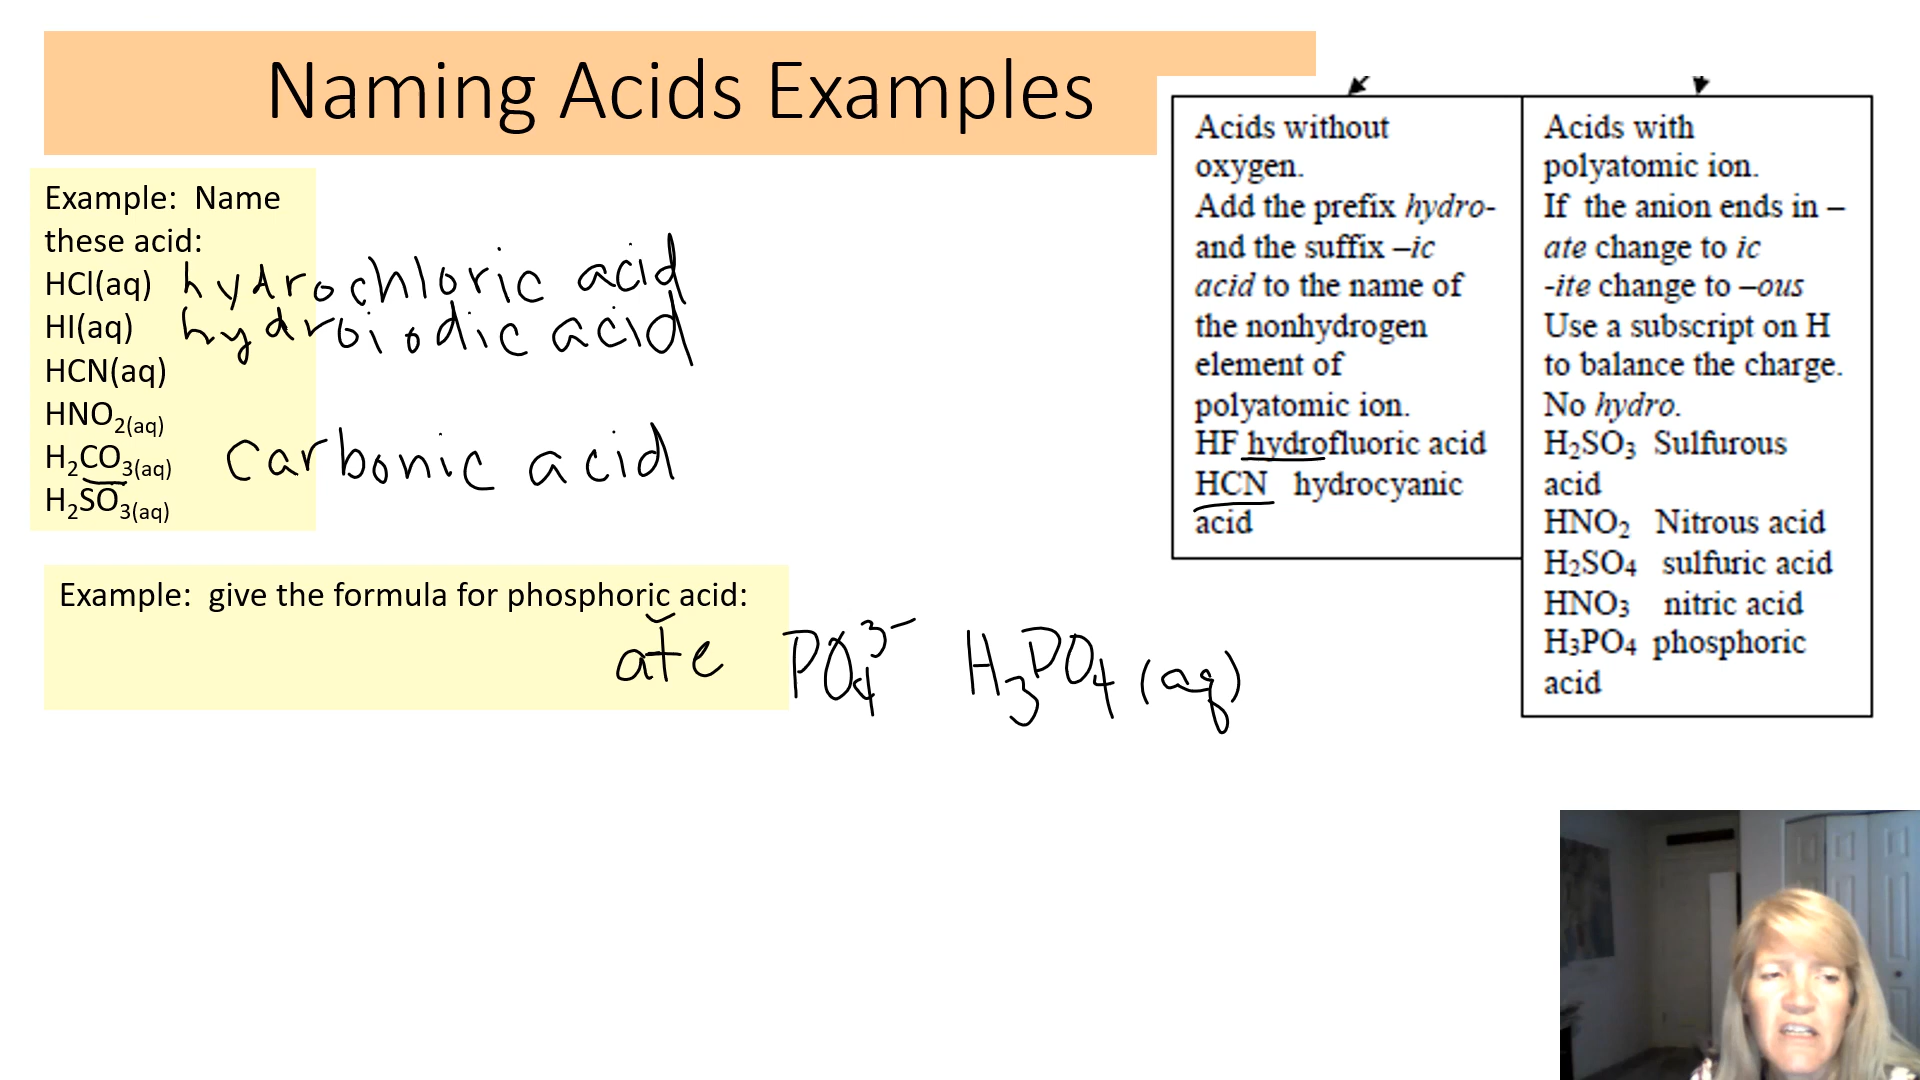 Naming Acids Examples
Example: Name
these acid:
HCl(aq) hydrochloric acid
HI(aq) hydroiodic acid
HCN(aq)
HNO₂(aq)
H₂CO₃(aq) carbonic acid
H₂SO₃(aq)
Example: give the formula for phosphoric acid:
ate PO₄³⁻ H₃PO₄ (aq)
Acids without
oxygen.
Add the prefix hydro-
and the suffix –ic
acid to the name of
the nonhydrogen
element of
polyatomic ion.
HF hydrofluoric acid
HCN hydrocyanic
acid
Acids with
polyatomic ion.
If the anion ends in –
ate change to ic
-ite change to –ous
Use a subscript on H
to balance the charge.
No hydro.
H₂SO₃ Sulfurous
acid
HNO₂ Nitrous acid
H₂SO₄ sulfuric acid
HNO₃ nitric acid
H₃PO₄ phosphoric
acid